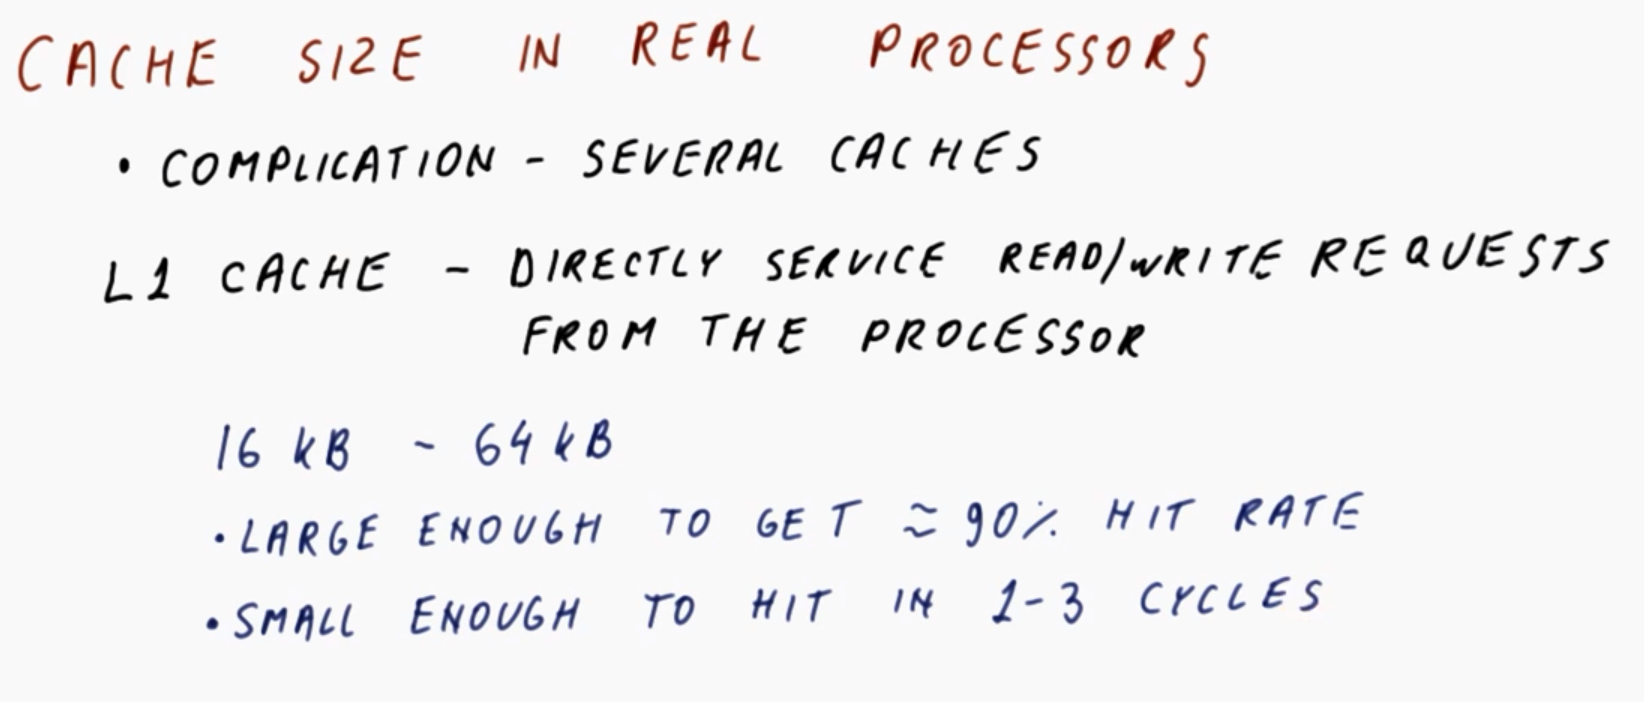 CACHE SIZE IN REAL PROCESSORS
• COMPLICATION - SEVERAL CACHES
L1 CACHE - DIRECTLY SERVICE READ/WRITE REQUESTS
FROM THE PROCESSOR
16 kB - 64 kB
• LARGE ENOUGH TO GET ≈ 90% HIT RATE
• SMALL ENOUGH TO HIT IN 1-3 CYCLES